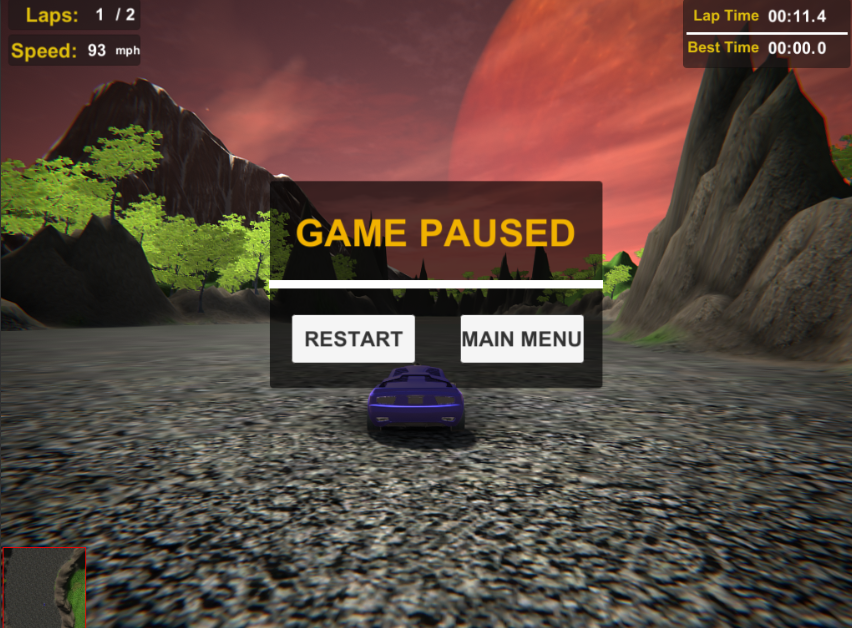 Laps: 1 / 2
Speed: 93 mph
Lap Time 00:11.4
Best Time 00:00.0
GAME PAUSED
RESTART
MAIN MENU